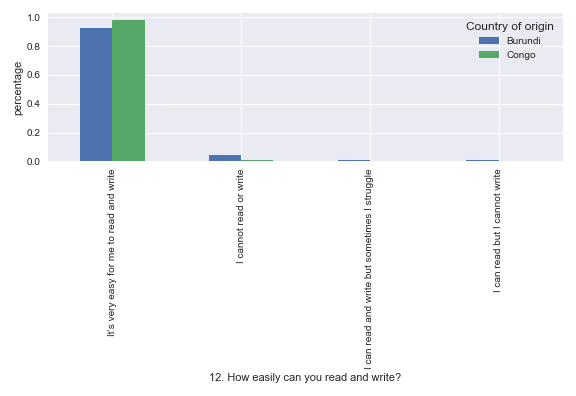 1.0
0.8
0.6
0.4
0.2
0.0
percentage
Country of origin
Burundi
Congo
It's very easy for me to read and write
I cannot read or write
I can read and write but sometimes I struggle
I can read but I cannot write
12. How easily can you read and write?